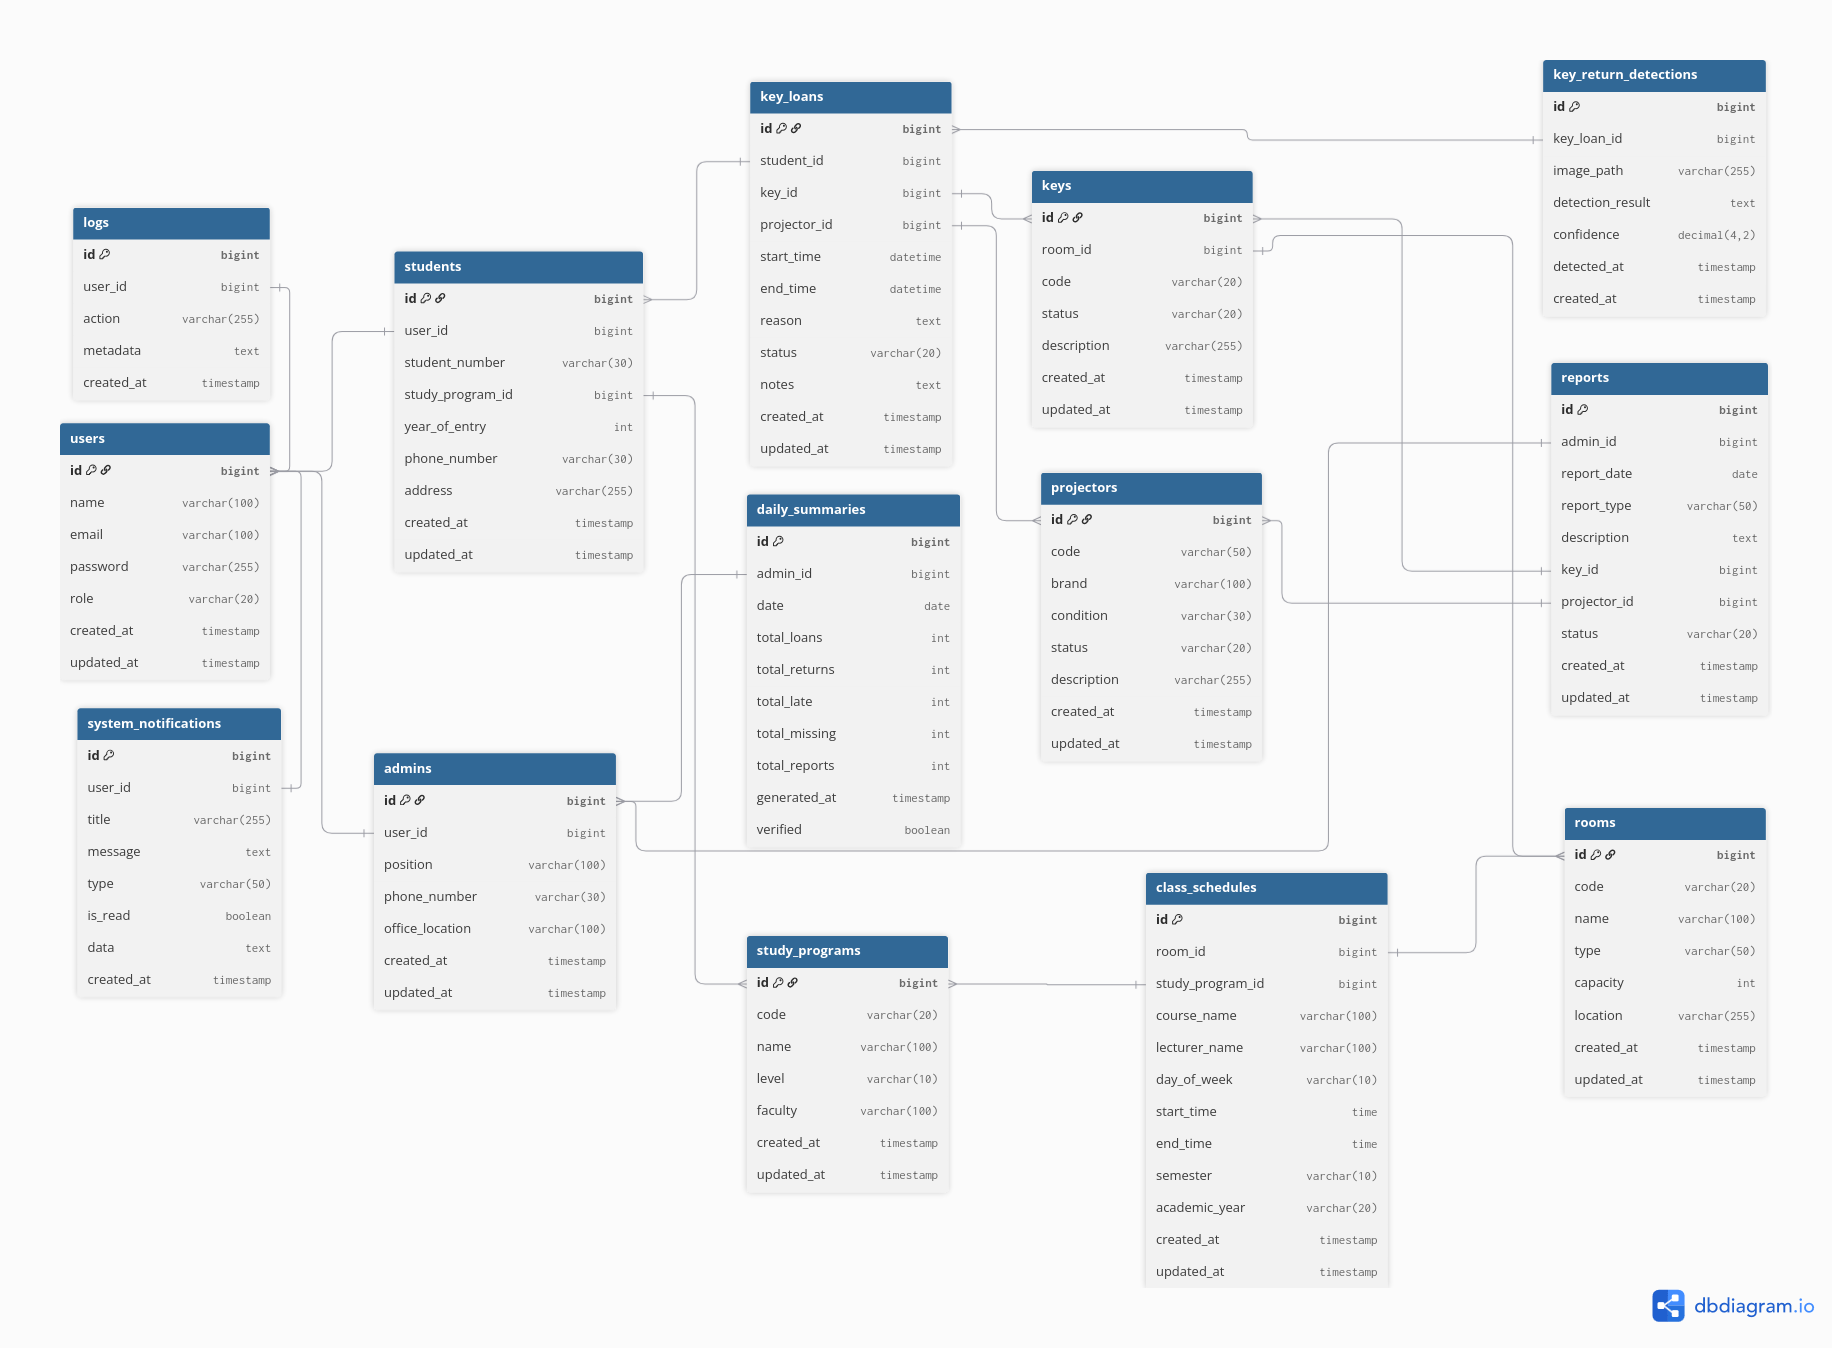 logs
id bigint
user_id bigint
action varchar(255)
metadata text
created_at timestamp
users
id bigint
name varchar(100)
email varchar(100)
password varchar(255)
role varchar(20)
created_at timestamp
updated_at timestamp
system_notifications
id bigint
user_id bigint
title varchar(255)
message text
type varchar(50)
is_read boolean
data text
created_at timestamp
students
id bigint
user_id bigint
student_number varchar(30)
study_program_id bigint
year_of_entry int
phone_number varchar(30)
address varchar(255)
created_at timestamp
updated_at timestamp
admins
id bigint
user_id bigint
position varchar(100)
phone_number varchar(30)
office_location varchar(100)
created_at timestamp
updated_at timestamp
key_loans
id bigint
student_id bigint
key_id bigint
projector_id bigint
start_time datetime
end_time datetime
reason text
status varchar(20)
notes text
created_at timestamp
updated_at timestamp
daily_summaries
id bigint
admin_id bigint
date date
total_loans int
total_returns int
total_late int
total_missing int
total_reports int
generated_at timestamp
verified boolean
study_programs
id bigint
code varchar(20)
name varchar(100)
level varchar(10)
faculty varchar(100)
created_at timestamp
updated_at timestamp
keys
id bigint
room_id bigint
code varchar(20)
status varchar(20)
description varchar(255)
created_at timestamp
updated_at timestamp
projectors
id bigint
code varchar(50)
brand varchar(100)
condition varchar(30)
status varchar(20)
description varchar(255)
created_at timestamp
updated_at timestamp
class_schedules
id bigint
room_id bigint
study_program_id bigint
course_name varchar(100)
lecturer_name varchar(100)
day_of_week varchar(10)
start_time time
end_time time
semester varchar(10)
academic_year varchar(20)
created_at timestamp
updated_at timestamp
key_return_detections
id bigint
key_loan_id bigint
image_path varchar(255)
detection_result text
confidence decimal(4,2)
detected_at timestamp
created_at timestamp
reports
id bigint
admin_id bigint
report_date date
report_type varchar(50)
description text
key_id bigint
projector_id bigint
status varchar(20)
created_at timestamp
updated_at timestamp
rooms
id bigint
code varchar(20)
name varchar(100)
type varchar(50)
capacity int
location varchar(255)
created_at timestamp
updated_at timestamp
dbdiagram.io